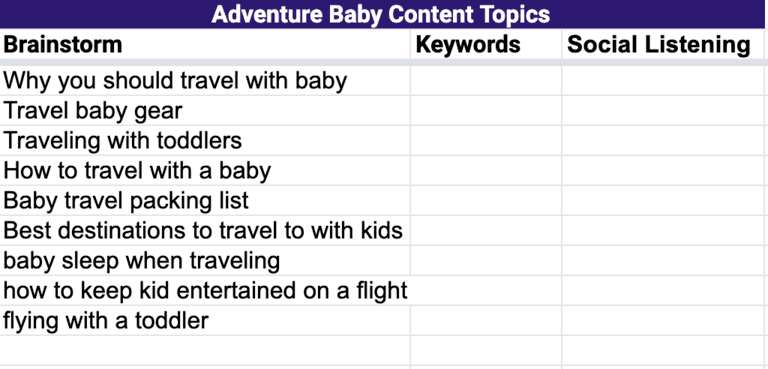 Adventure Baby Content Topics
Brainstorm Keywords Social Listening
Why you should travel with baby
Travel baby gear
Traveling with toddlers
How to travel with a baby
Baby travel packing list
Best destinations to travel to with kids
baby sleep when traveling
how to keep kid entertained on a flight
flying with a toddler